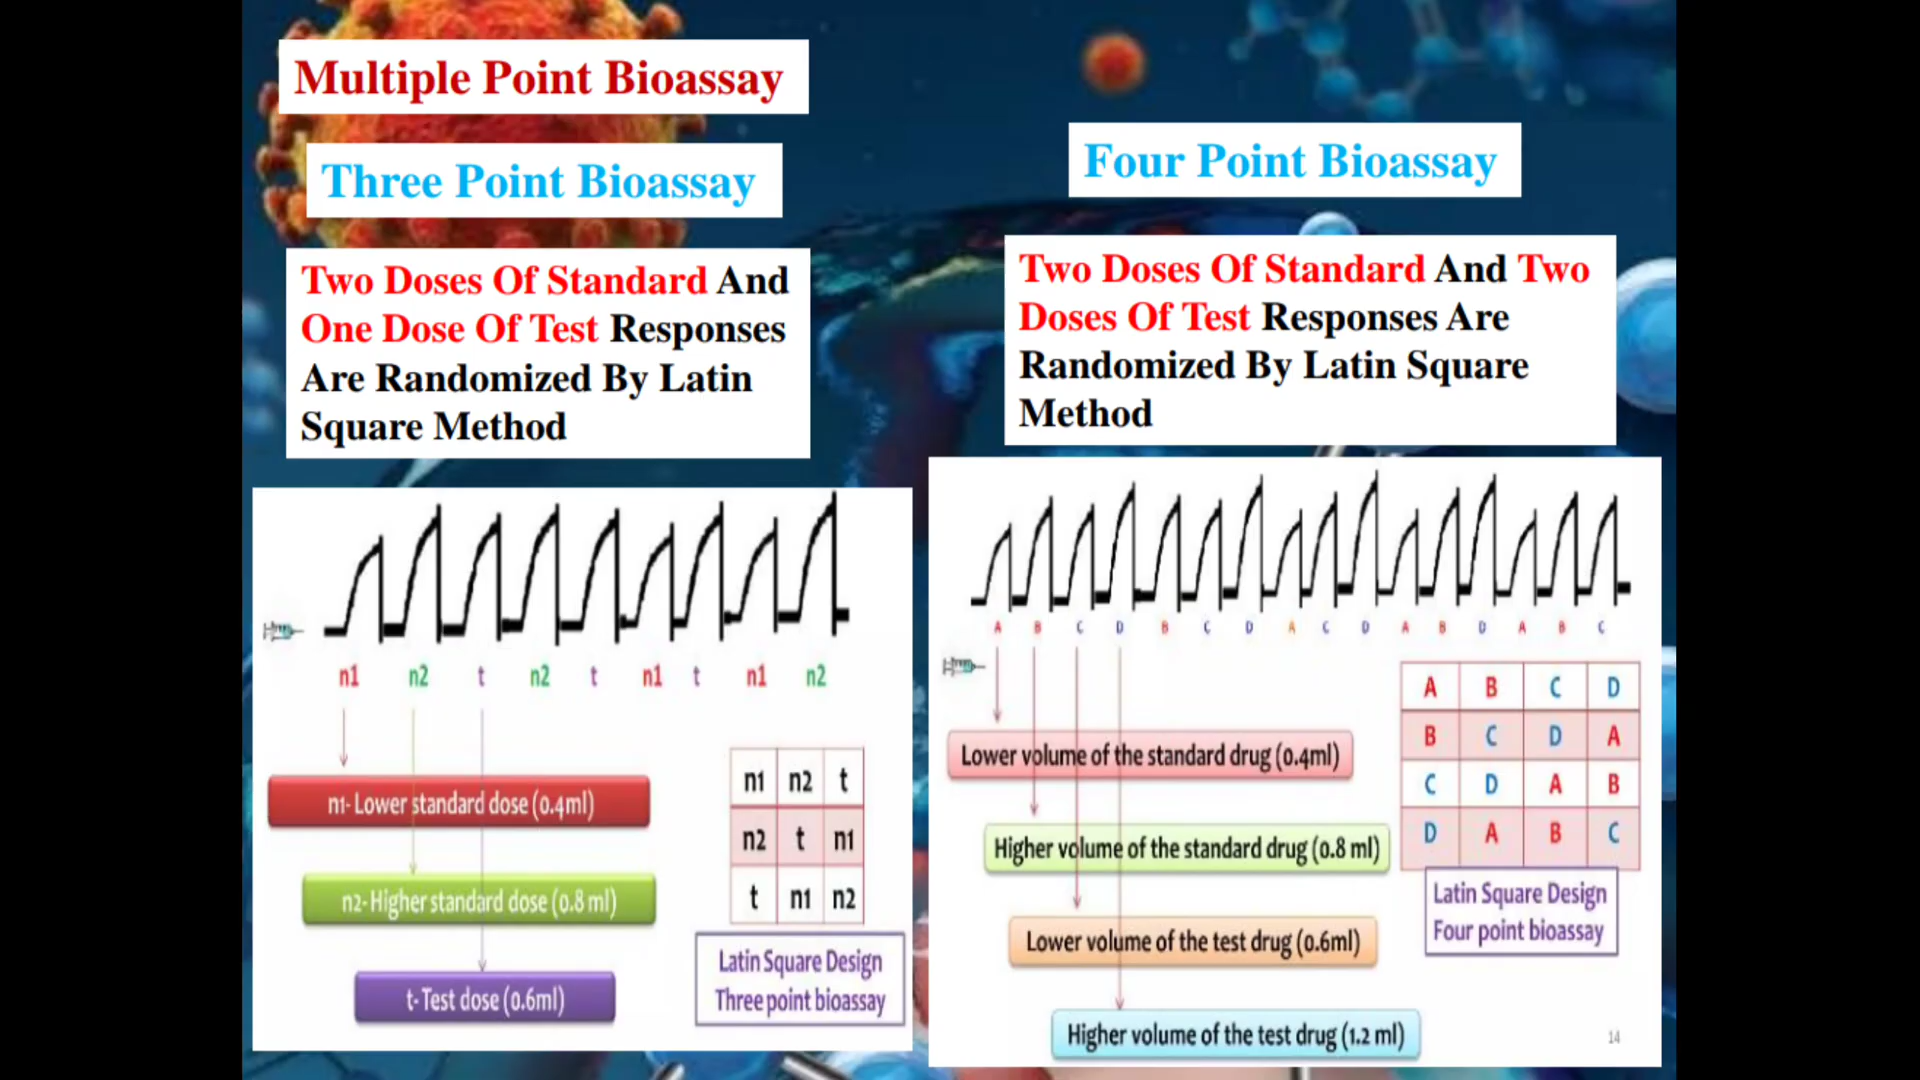 Multiple Point Bioassay
Three Point Bioassay
Two Doses Of Standard And
One Dose Of Test Responses
Are Randomized By Latin
Square Method
n1 n2 t n2 t n1 t n1 n2
n1- Lower standard dose (0.4ml)
n2- Higher standard dose (0.8 ml)
t- Test dose (0.6ml)
n1 n2 t
n2 t n1
t n1 n2
Latin Square Design
Three point bioassay
Four Point Bioassay
Two Doses Of Standard And Two
Doses Of Test Responses Are
Randomized By Latin Square
Method
A B C D B C D A C D A B D A B C
Lower volume of the standard drug (0.4ml)
Higher volume of the standard drug (0.8 ml)
Lower volume of the test drug (0.6ml)
Higher volume of the test drug (1.2 ml)
A B C D
B C D A
C D A B
D A B C
Latin Square Design
Four point bioassay
14